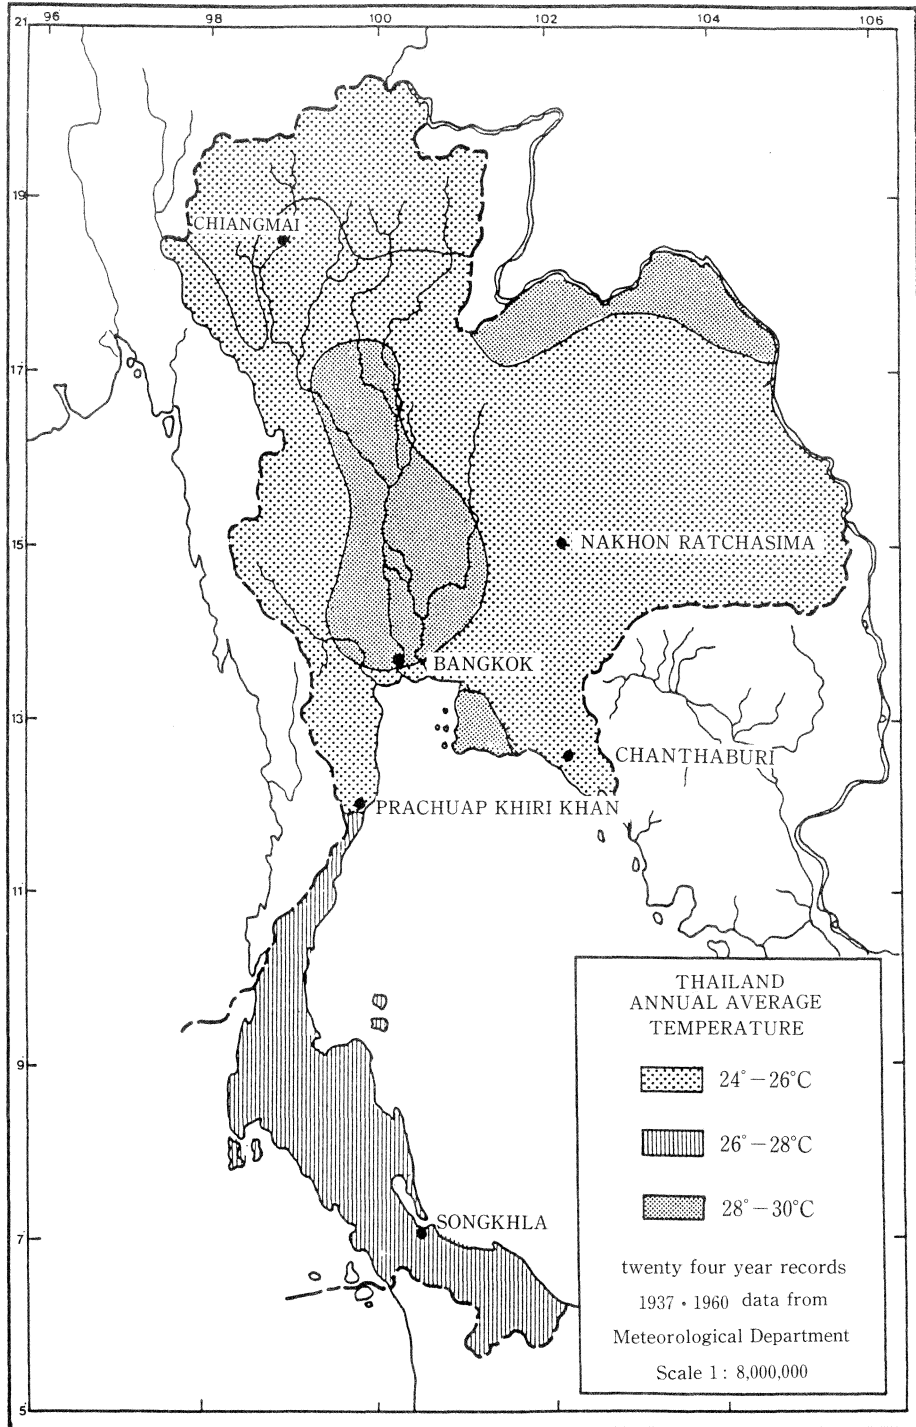 21 96 98 100 102 104 106
19
CHIANGMAI
17
15
NAKHON RATCHASIMA
BANGKOK
13
CHANTHABURI
PRACHUAP KHIRI KHAN
11
THAILAND
ANNUAL AVERAGE
TEMPERATURE
9
24°–26°C
26°–28°C
28°–30°C
7
SONGKHLA
twenty four year records
1937 · 1960 data from
Meteorological Department
Scale 1 : 8,000,000
5